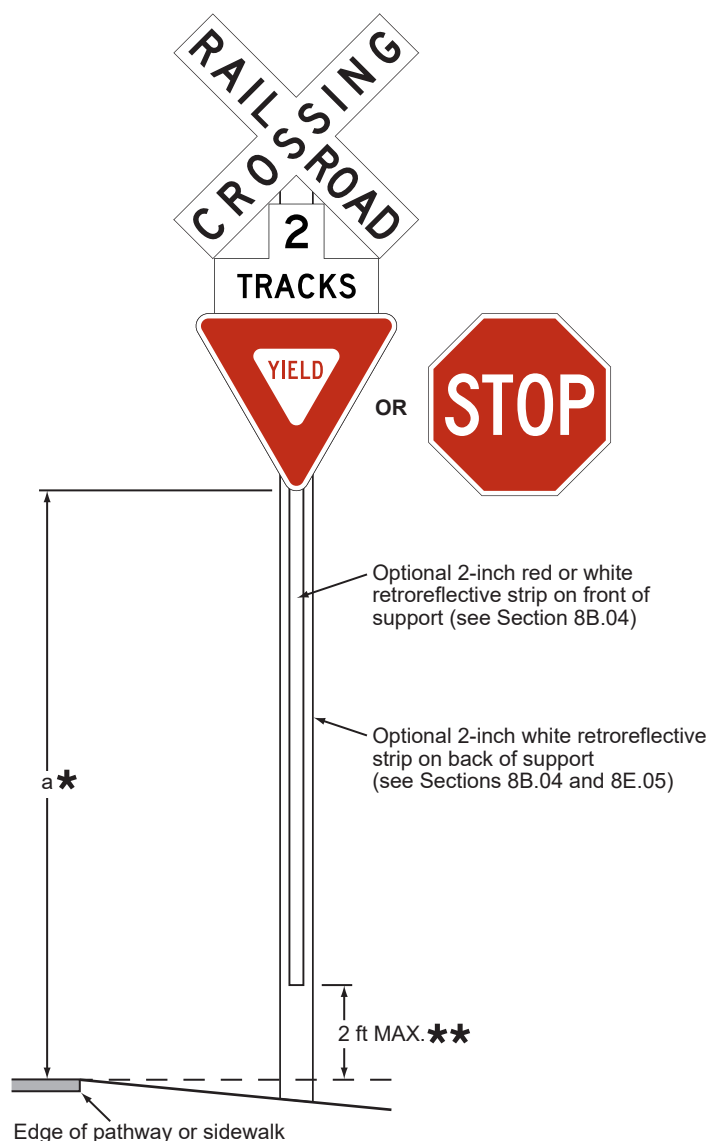 RAILROAD
CROSSING
2
TRACKS
YIELD
OR
STOP
Optional 2-inch red or white
retroreflective strip on front of
support (see Section 8B.04)
Optional 2-inch white retroreflective
strip on back of support
(see Sections 8B.04 and 8E.05)
a★
2 ft MAX.★★
Edge of pathway or sidewalk